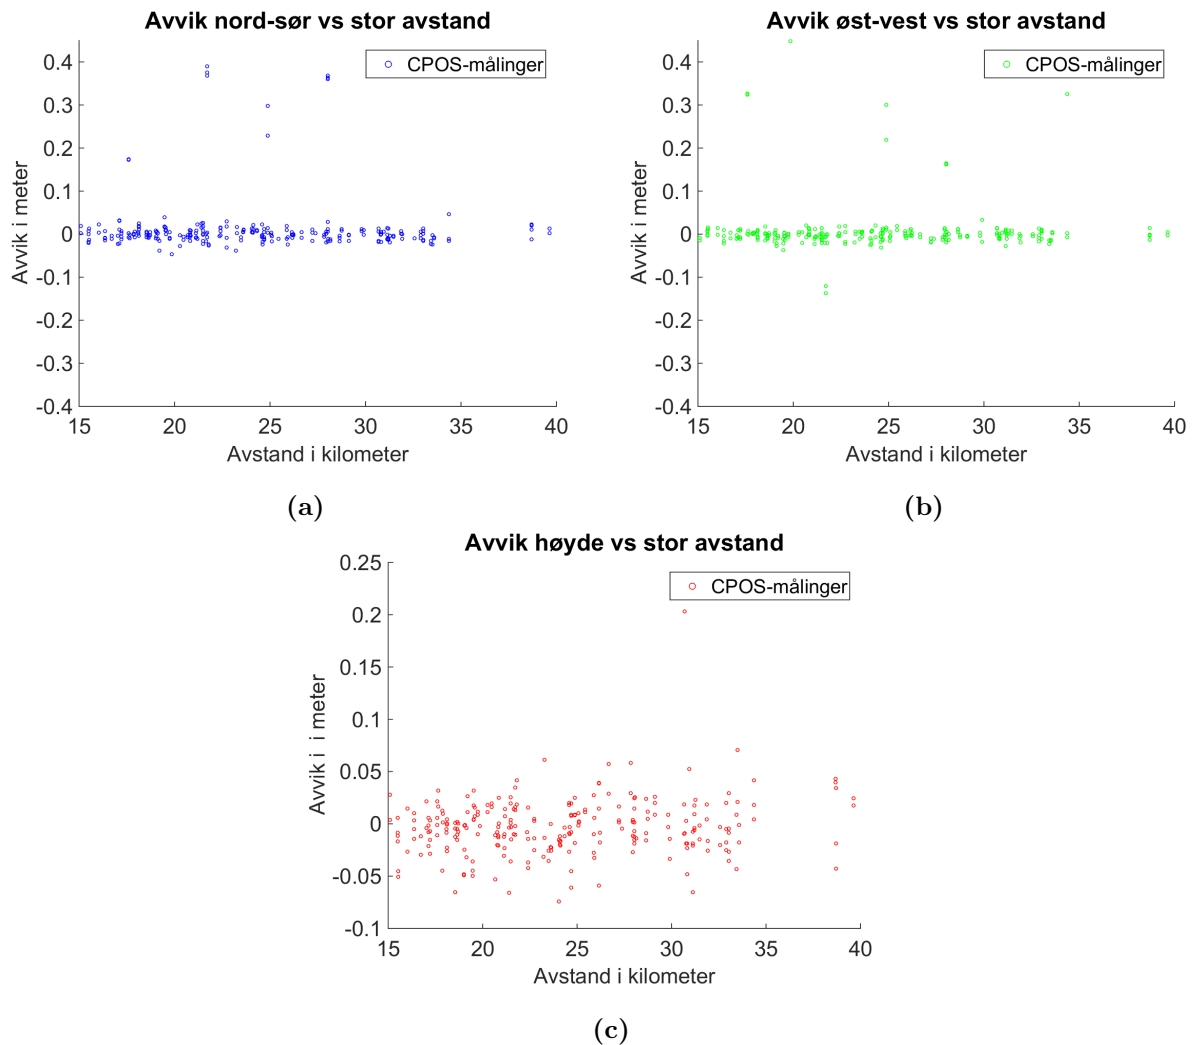 Avvik nord-sør vs stor avstand
CPOS-målinger
Avvik i meter
0.4
0.3
0.2
0.1
0
-0.1
-0.2
-0.3
-0.4
15 20 25 30 35 40
Avstand i kilometer
(a)
Avvik øst-vest vs stor avstand
CPOS-målinger
Avvik i meter
0.4
0.3
0.2
0.1
0
-0.1
-0.2
-0.3
-0.4
15 20 25 30 35 40
Avstand i kilometer
(b)
Avvik høyde vs stor avstand
CPOS-målinger
Avvik i i meter
0.25
0.2
0.15
0.1
0.05
0
-0.05
-0.1
15 20 25 30 35 40
Avstand i kilometer
(c)